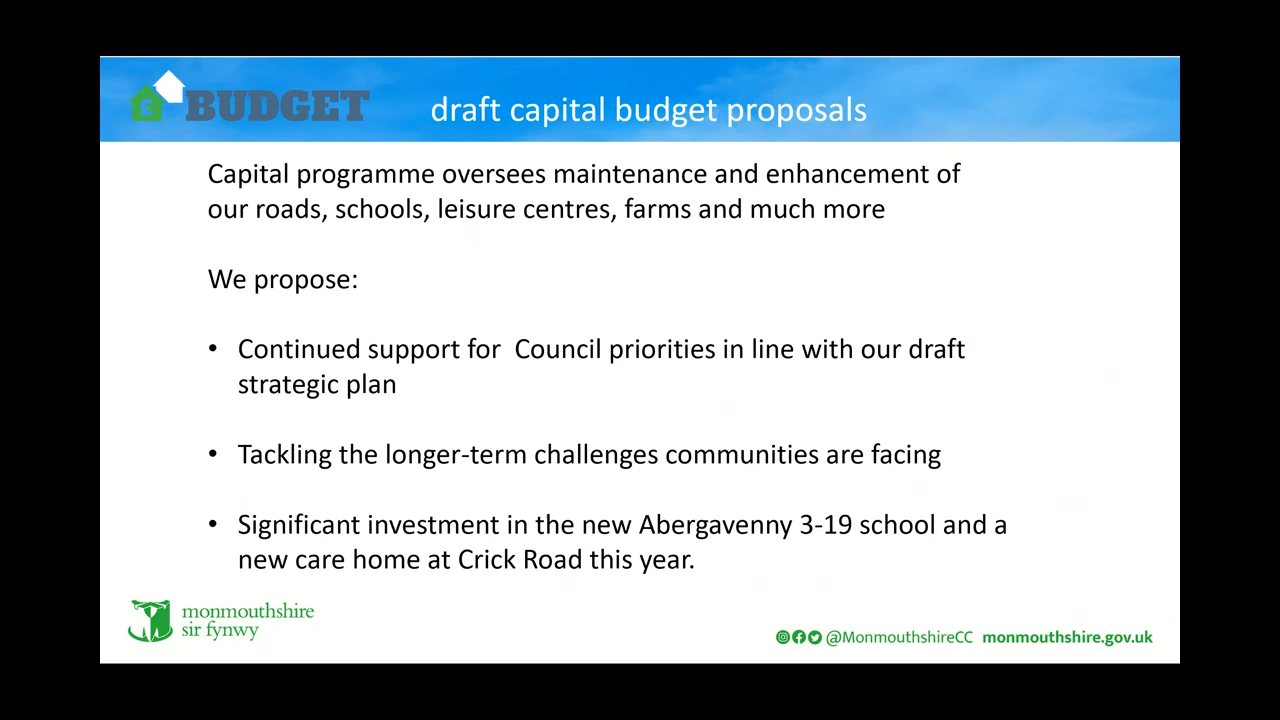 £ BUDGET
draft capital budget proposals
Capital programme oversees maintenance and enhancement of
our roads, schools, leisure centres, farms and much more
We propose:
• Continued support for  Council priorities in line with our draft
strategic plan
• Tackling the longer-term challenges communities are facing
• Significant investment in the new Abergavenny 3-19 school and a
new care home at Crick Road this year.
monmouthshire
sir fynwy
@MonmouthshireCC monmouthshire.gov.uk